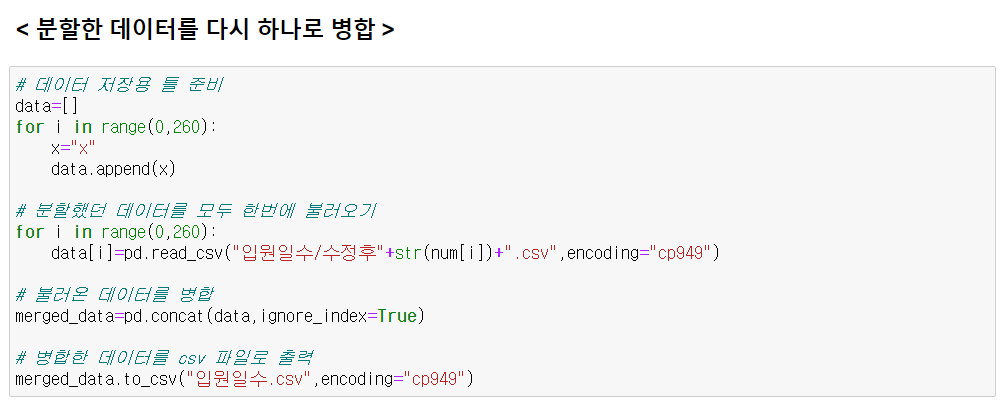 < 분할한 데이터를 다시 하나로 병합 >
# 데이터 저장용 틀 준비
data=[]
for i in range(0,260):
    x="x"
    data.append(x)
# 분할했던 데이터를 모두 한번에 불러오기
for i in range(0,260):
    data[i]=pd.read_csv("입원일수/수정후"+str(num[i])+".csv",encoding="cp949")
# 불러온 데이터를 병합
merged_data=pd.concat(data,ignore_index=True)
# 병합한 데이터를 csv 파일로 출력
merged_data.to_csv("입원일수.csv",encoding="cp949")